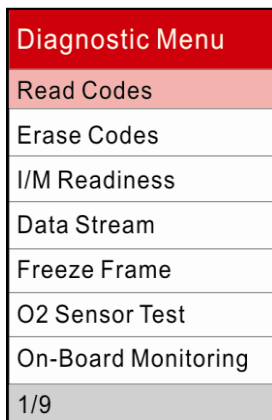 Diagnostic Menu
Read Codes
Erase Codes
I/M Readiness
Data Stream
Freeze Frame
O2 Sensor Test
On-Board Monitoring
1/9